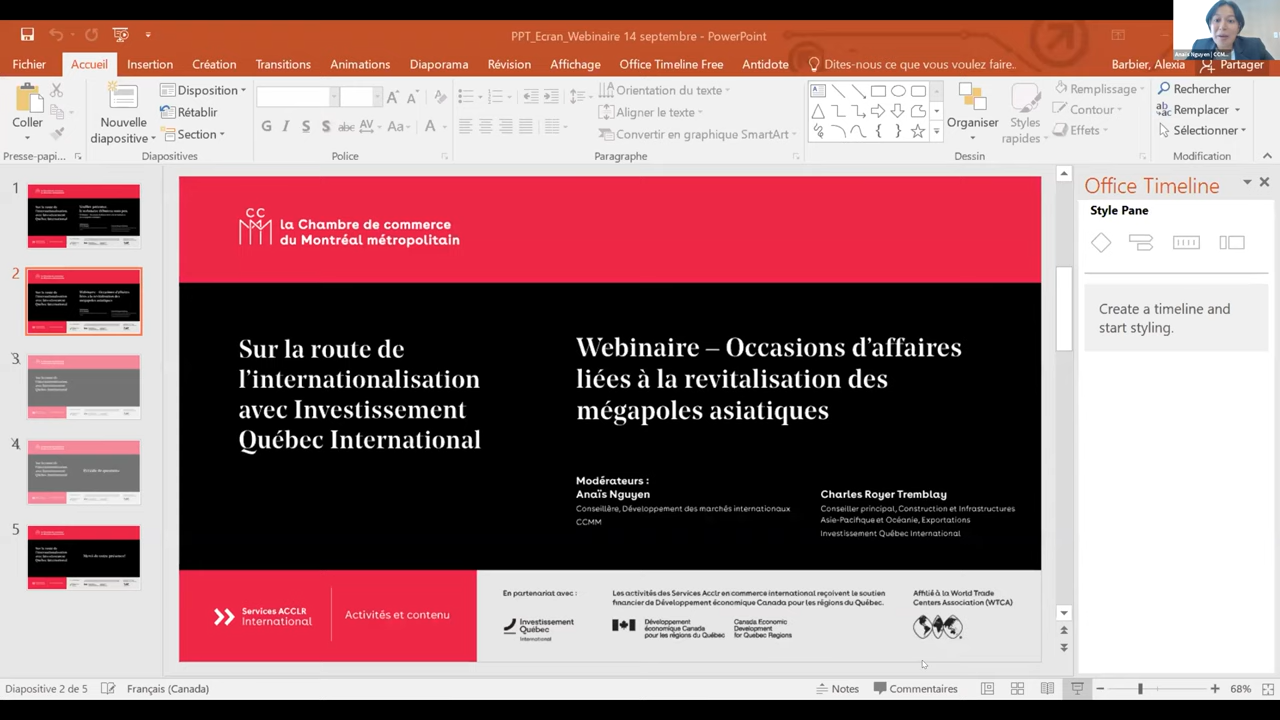 PPT_Ecran_Webinaire 14 septembre - PowerPoint
Fichier
Accueil
Insertion
Création
Transitions
Animations
Diaporama
Révision
Affichage
Office Timeline Free
Antidote
Dites-nous ce que vous voulez faire..
Barbier, Alexia
Partager
Coller
Presse-papi...
Nouvelle
diapositive
Disposition
Rétablir
Section
Diapositives
G I S S abc AV Aa A
Police
Orientation du texte
Aligner le texte
Convertir en graphique SmartArt
Paragraphe
Organiser
Styles
rapides
Remplissage
Contour
Effets
Dessin
Rechercher
Remplacer
Sélectionner
Modification
1
2
3
4
5
CC
la Chambre de commerce
du Montréal métropolitain
Sur la route de
l'internationalisation
avec Investissement
Québec International
Webinaire – Occasions d'affaires
liées à la revitalisation des
mégapoles asiatiques
Modérateurs :
Anaïs Nguyen
Conseillère, Développement des marchés internationaux
CCMM
Charles Royer Tremblay
Conseiller principal, Construction et Infrastructures
Asie-Pacifique et Océanie, Exportations
Investissement Québec International
Services ACCLR
International
Activités et contenu
En partenariat avec :
Investissement
Québec
International
Les activités des Services Acclr en commerce international reçoivent le soutien
financier de Développement économique Canada pour les régions du Québec.
Développement
économique Canada
pour les régions du Québec
Canada Economic
Development
for Quebec Regions
Affilié à la World Trade
Centers Association (WTCA)
Office Timeline
Style Pane
Create a timeline and
start styling.
Diapositive 2 de 5
Français (Canada)
Notes
Commentaires
68%